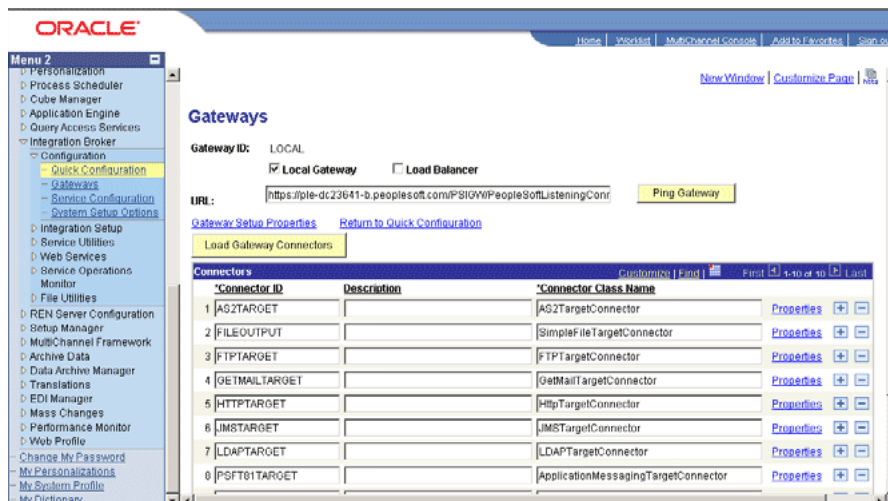 ORACLE
Home | Worklist | MultiChannel Console | Add to Favorites | Sign
Menu 2
Personalization
Process Scheduler
Cube Manager
Application Engine
Query Access Services
Integration Broker
Configuration
Quick Configuration
Gateways
Service Configuration
System Setup Options
Integration Setup
Service Utilities
Web Services
Service Operations
Monitor
File Utilities
REN Server Configuration
Setup Manager
MultiChannel Framework
Archive Data
Data Archive Manager
Translations
EDI Manager
Mass Changes
Performance Monitor
Web Profile
Change My Password
My Personalizations
My System Profile
My Dictionary
New Window | Customize Page | http
Gateways
Gateway ID: LOCAL
Local Gateway Load Balancer
URL: https://ple-dc23641-b.peoplesoft.com/PSIGW/PeopleSoftListeningConr Ping Gateway
Gateway Setup Properties Return to Quick Configuration
Load Gateway Connectors
Connectors Customize | Find | First 1-10 of 10 Last
*Connector ID Description *Connector Class Name
1 AS2TARGET AS2TargetConnector Properties
2 FILEOUTPUT SimpleFileTargetConnector Properties
3 FTPTARGET FTPTargetConnector Properties
4 GETMAILTARGET GetMailTargetConnector Properties
5 HTTPTARGET HttpTargetConnector Properties
6 JMSTARGET JMSTargetConnector Properties
7 LDAPTARGET LDAPTargetConnector Properties
8 PSFT81TARGET ApplicationMessagingTargetConnector Properties